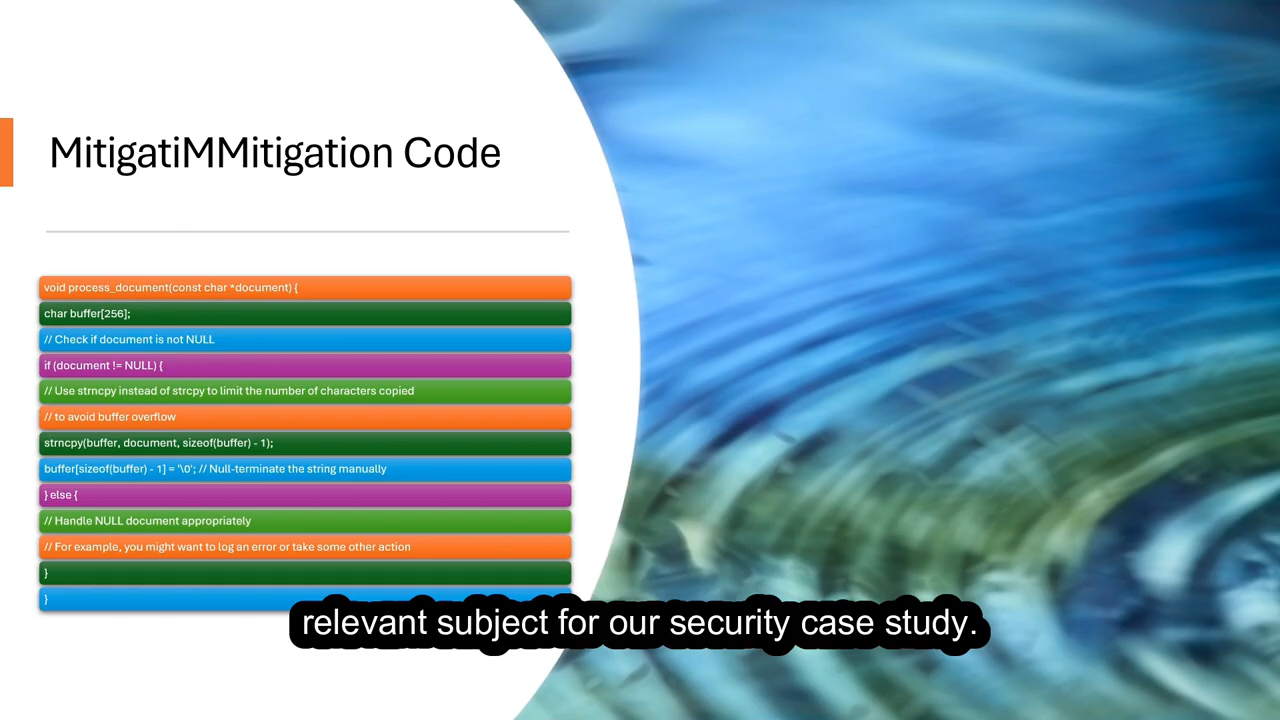 MitigatiMMitigation Code
void process_document(const char *document) {
char buffer[256];
// Check if document is not NULL
if (document != NULL) {
// Use strncpy instead of strcpy to limit the number of characters copied
// to avoid buffer overflow
strncpy(buffer, document, sizeof(buffer) - 1);
buffer[sizeof(buffer) - 1] = '\0'; // Null-terminate the string manually
} else {
// Handle NULL document appropriately
// For example, you might want to log an error or take some other action
}
}
relevant subject for our security case study.